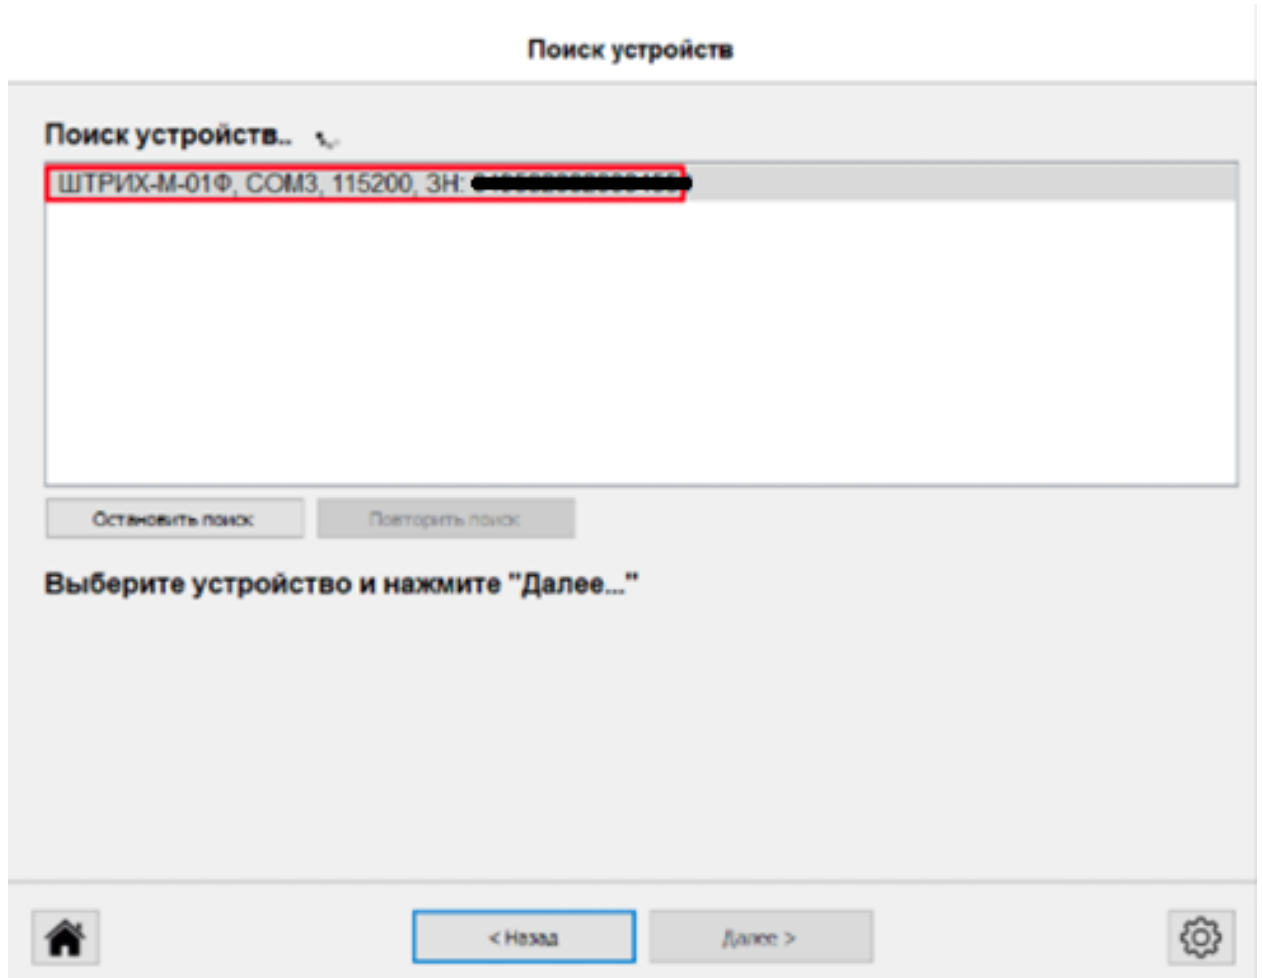 Поиск устройств
Поиск устройств..
ШТРИХ-М-01Ф, COM3, 115200, ЗН:
Остановить поиск
Повторить поиск
Выберите устройство и нажмите "Далее..."
< Назад
Далее >